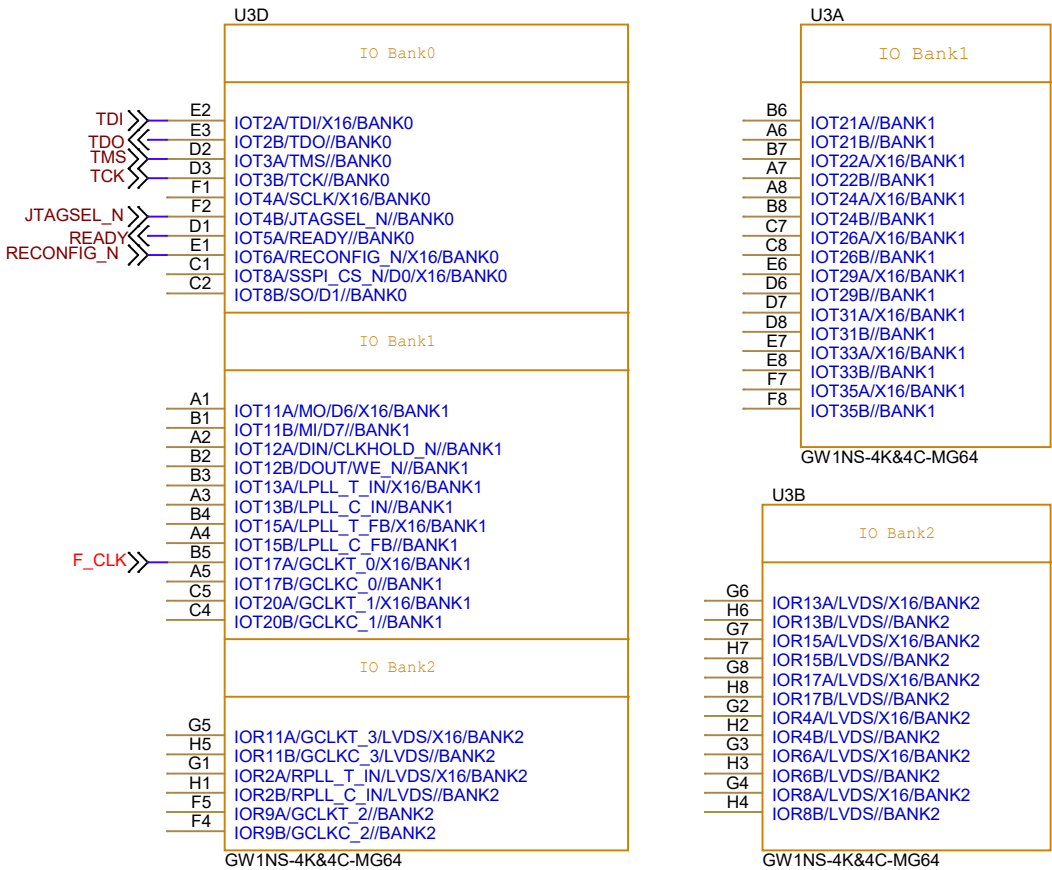 U3D
IO Bank0
TDI E2 IOT2A/TDI/X16/BANK0
TDO E3 IOT2B/TDO//BANK0
TMS D2 IOT3A/TMS//BANK0
TCK D3 IOT3B/TCK//BANK0
F1 IOT4A/SCLK/X16/BANK0
JTAGSEL_N F2 IOT4B/JTAGSEL_N//BANK0
READY D1 IOT5A/READY//BANK0
RECONFIG_N E1 IOT6A/RECONFIG_N/X16/BANK0
C1 IOT8A/SSPI_CS_N/D0/X16/BANK0
C2 IOT8B/SO/D1//BANK0
IO Bank1
A1 IOT11A/MO/D6/X16/BANK1
B1 IOT11B/MI/D7//BANK1
A2 IOT12A/DIN/CLKHOLD_N//BANK1
B2 IOT12B/DOUT/WE_N//BANK1
B3 IOT13A/LPLL_T_IN/X16/BANK1
A3 IOT13B/LPLL_C_IN//BANK1
B4 IOT15A/LPLL_T_FB/X16/BANK1
A4 IOT15B/LPLL_C_FB//BANK1
F_CLK B5 IOT17A/GCLKT_0/X16/BANK1
A5 IOT17B/GCLKC_0//BANK1
C5 IOT20A/GCLKT_1/X16/BANK1
C4 IOT20B/GCLKC_1//BANK1
IO Bank2
G5 IOR11A/GCLKT_3/LVDS/X16/BANK2
H5 IOR11B/GCLKC_3/LVDS//BANK2
G1 IOR2A/RPLL_T_IN/LVDS/X16/BANK2
H1 IOR2B/RPLL_C_IN/LVDS//BANK2
F5 IOR9A/GCLKT_2//BANK2
F4 IOR9B/GCLKC_2//BANK2
GW1NS-4K&4C-MG64
U3A
IO Bank1
B6 IOT21A//BANK1
A6 IOT21B//BANK1
B7 IOT22A/X16/BANK1
A7 IOT22B//BANK1
A8 IOT24A/X16/BANK1
B8 IOT24B//BANK1
C7 IOT26A/X16/BANK1
C8 IOT26B//BANK1
E6 IOT29A/X16/BANK1
D6 IOT29B//BANK1
D7 IOT31A/X16/BANK1
D8 IOT31B//BANK1
E7 IOT33A/X16/BANK1
E8 IOT33B//BANK1
F7 IOT35A/X16/BANK1
F8 IOT35B//BANK1
GW1NS-4K&4C-MG64
U3B
IO Bank2
G6 IOR13A/LVDS/X16/BANK2
H6 IOR13B/LVDS//BANK2
G7 IOR15A/LVDS/X16/BANK2
H7 IOR15B/LVDS//BANK2
G8 IOR17A/LVDS/X16/BANK2
H8 IOR17B/LVDS//BANK2
G2 IOR4A/LVDS/X16/BANK2
H2 IOR4B/LVDS//BANK2
G3 IOR6A/LVDS/X16/BANK2
H3 IOR6B/LVDS//BANK2
G4 IOR8A/LVDS/X16/BANK2
H4 IOR8B/LVDS//BANK2
GW1NS-4K&4C-MG64